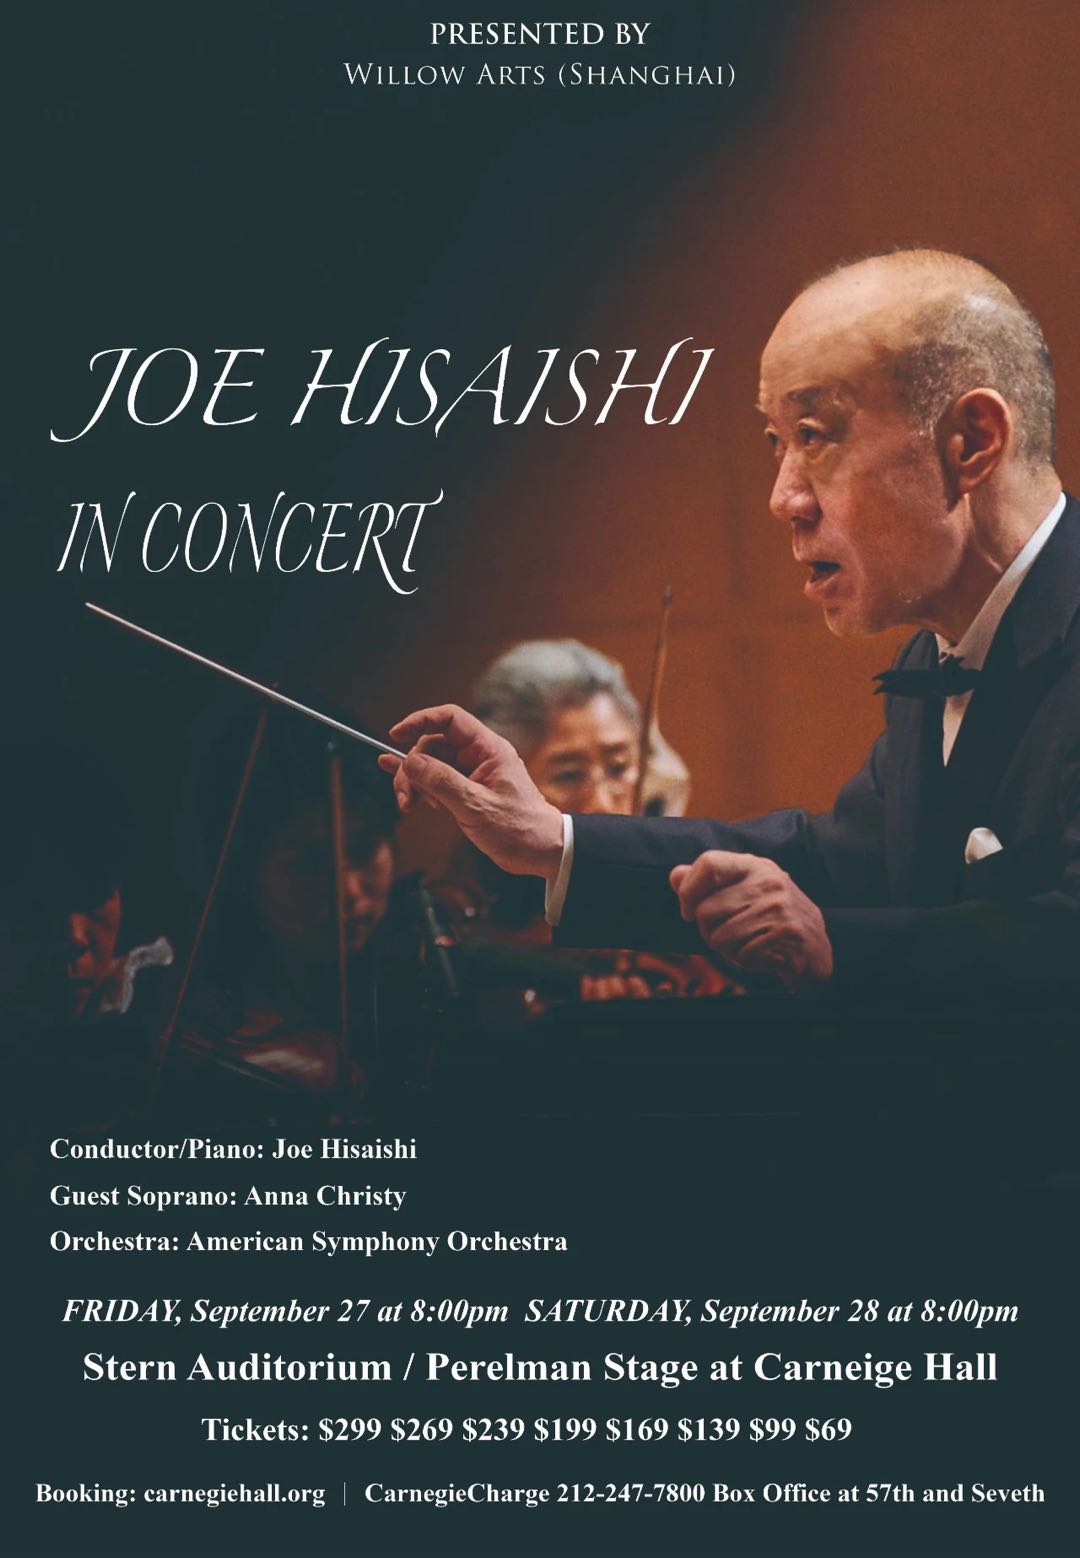 PRESENTED BY
WILLOW ARTS (SHANGHAI)
JOE HISAISHI
IN CONCERT
Conductor/Piano: Joe Hisaishi
Guest Soprano: Anna Christy
Orchestra: American Symphony Orchestra
FRIDAY, September 27 at 8:00pm SATURDAY, September 28 at 8:00pm
Stern Auditorium / Perelman Stage at Carneige Hall
Tickets: $299 $269 $239 $199 $169 $139 $99 $69
Booking: carnegiehall.org | CarnegieCharge 212-247-7800 Box Office at 57th and Seveth